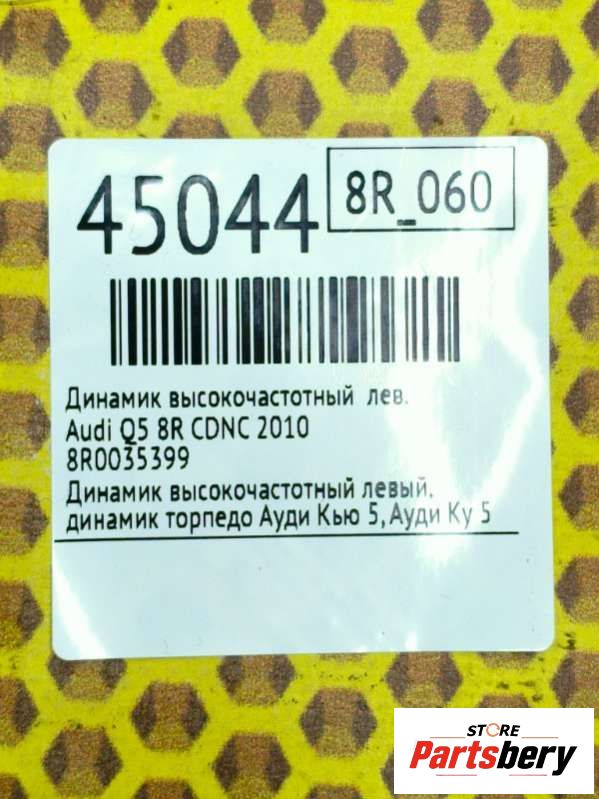 45044
8R_060
Динамик высокочастотный лев.
Audi Q5 8R CDNC 2010
8R0035399
Динамик высокочастотный левый,
динамик торпедо Ауди Кью 5, Ауди Ку 5
STORE
Partsbery